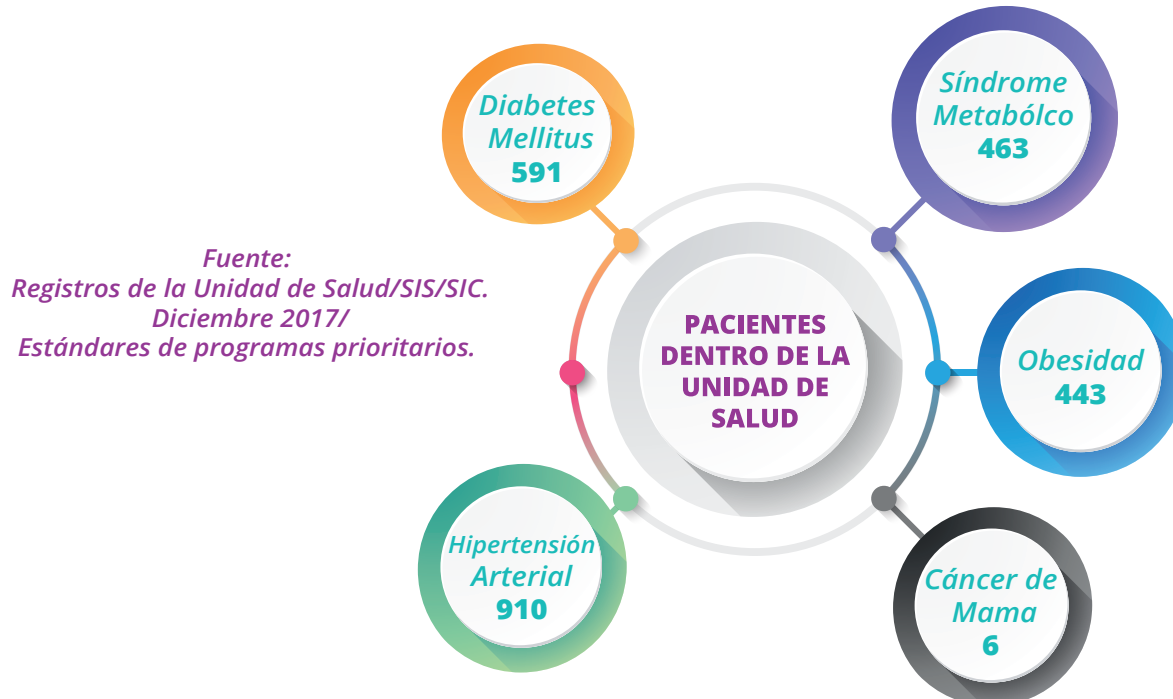 Diabetes
Mellitus
591
Síndrome
Metabólco
463
Fuente:
Registros de la Unidad de Salud/SIS/SIC.
Diciembre 2017/
Estándares de programas prioritarios.
PACIENTES
DENTRO DE LA
UNIDAD DE
SALUD
Obesidad
443
Hipertensión
Arterial
910
Cáncer de
Mama
6